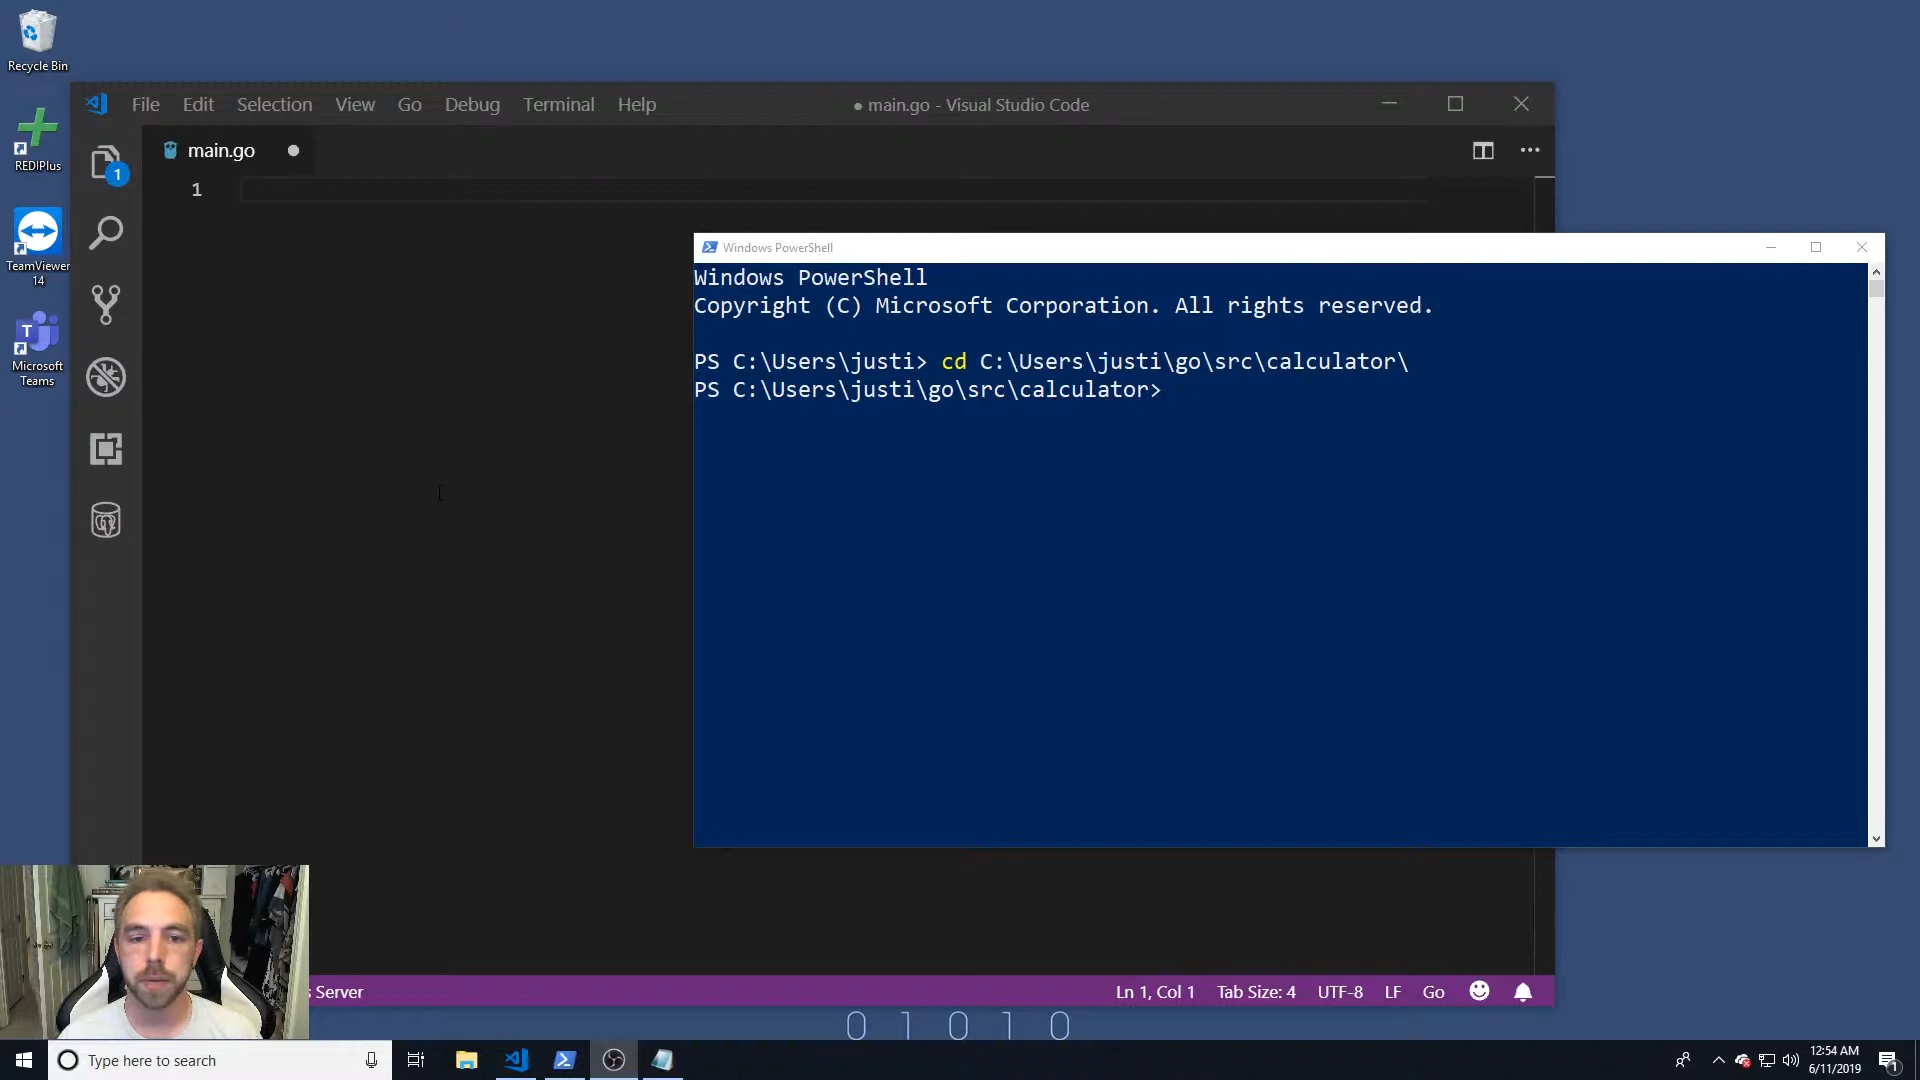 Recycle Bin
REDIPlus
TeamViewer
14
Microsoft
Teams
File Edit Selection View Go Debug Terminal Help
● main.go - Visual Studio Code
main.go
1
1
Windows PowerShell
Windows PowerShell
Copyright (C) Microsoft Corporation. All rights reserved.
PS C:\Users\justi> cd C:\Users\justi\go\src\calculator\
PS C:\Users\justi\go\src\calculator>
Server
Ln 1, Col 1 Tab Size: 4 UTF-8 LF Go
0 1 0 1 0
Type here to search
12:54 AM
6/11/2019
1